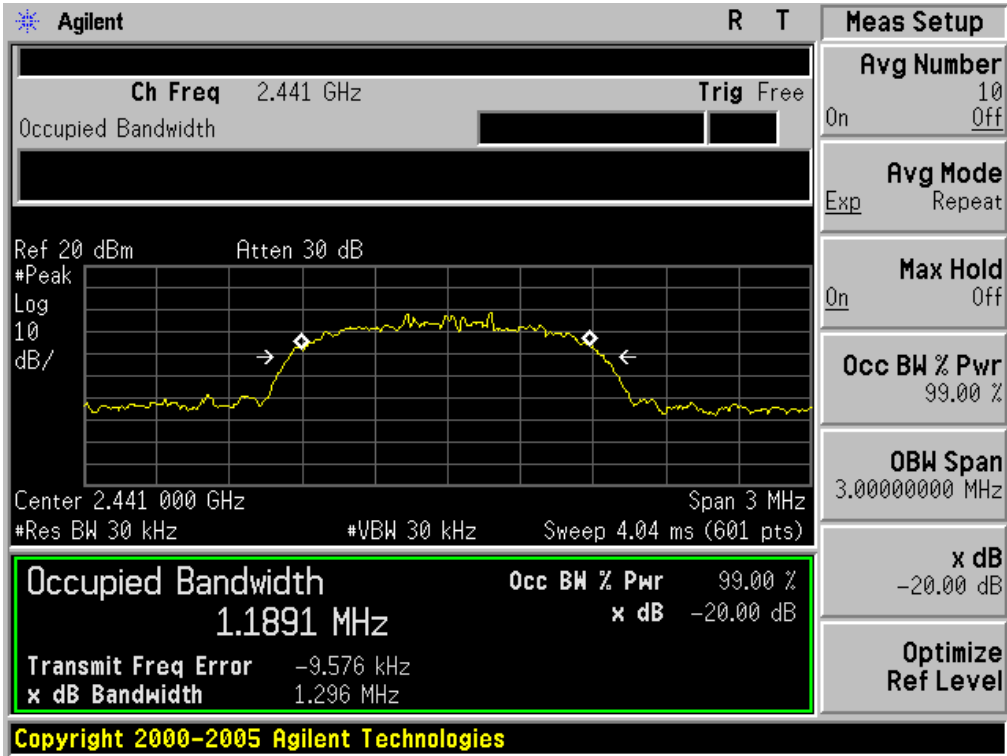 Agilent R T
Ch Freq 2.441 GHz Trig Free
Occupied Bandwidth
Ref 20 dBm Atten 30 dB
#Peak
Log
10
dB/
Center 2.441 000 GHz Span 3 MHz
#Res BW 30 kHz #VBW 30 kHz Sweep 4.04 ms (601 pts)
Occupied Bandwidth Occ BW % Pwr 99.00 %
1.1891 MHz x dB -20.00 dB
Transmit Freq Error -9.576 kHz
x dB Bandwidth 1.296 MHz
Copyright 2000-2005 Agilent Technologies
Meas Setup
Avg Number
10
On Off
Avg Mode
Exp Repeat
Max Hold
On Off
Occ BW % Pwr
99.00 %
OBW Span
3.00000000 MHz
x dB
-20.00 dB
Optimize
Ref Level